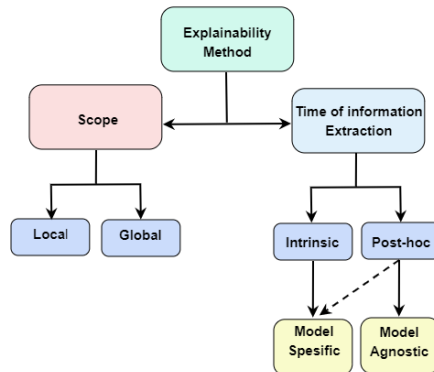 Explainability
Method
Scope
Time of information
Extraction
Local
Global
Intrinsic
Post-hoc
Model
Spesific
Model
Agnostic